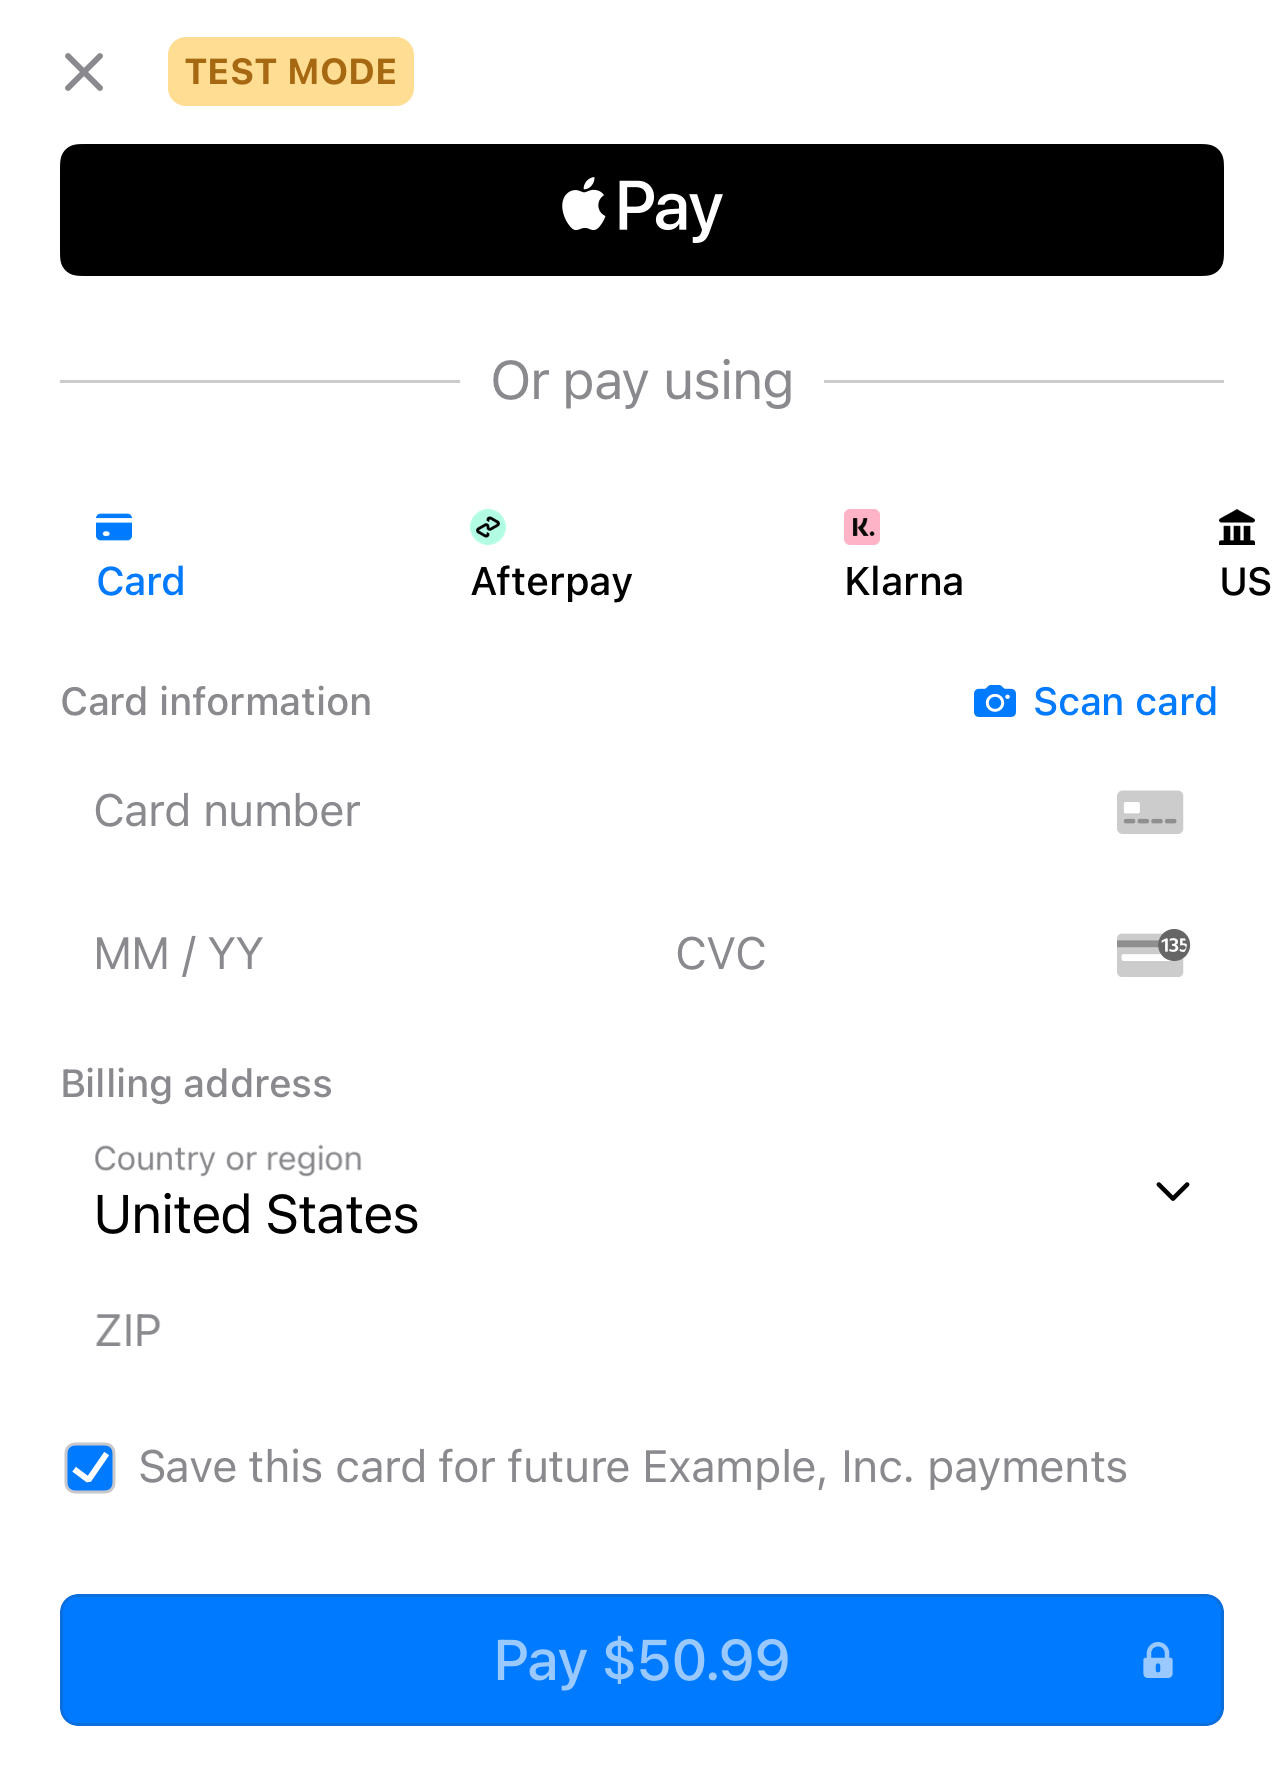 TEST MODE
Pay
Or pay using
Card
Afterpay
K.
Klarna
US
Card information
Scan card
Card number
MM / YY
CVC
135
Billing address
Country or region
United States
ZIP
Save this card for future Example, Inc. payments
Pay $50.99